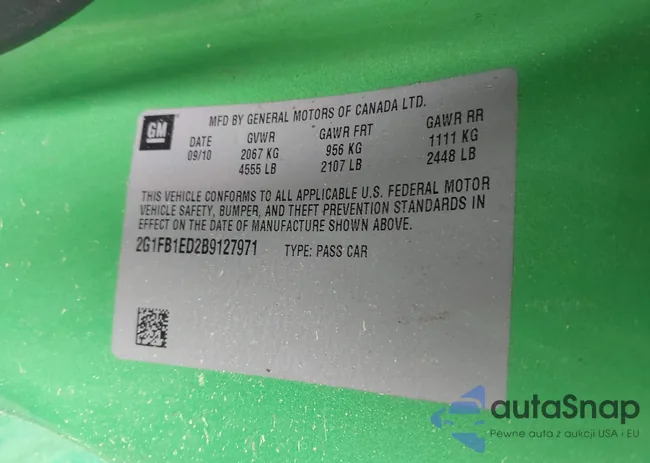 GM
MFD BY GENERAL MOTORS OF CANADA LTD.
DATE GVWR GAWR FRT GAWR RR
09/10 2067 KG 956 KG 1111 KG
4555 LB 2107 LB 2448 LB
THIS VEHICLE CONFORMS TO ALL APPLICABLE U.S. FEDERAL MOTOR
VEHICLE SAFETY, BUMPER, AND THEFT PREVENTION STANDARDS IN
EFFECT ON THE DATE OF MANUFACTURE SHOWN ABOVE.
2G1FB1ED2B9127971 TYPE: PASS CAR
autaSnap
Pewne auta z aukcji USA i EU